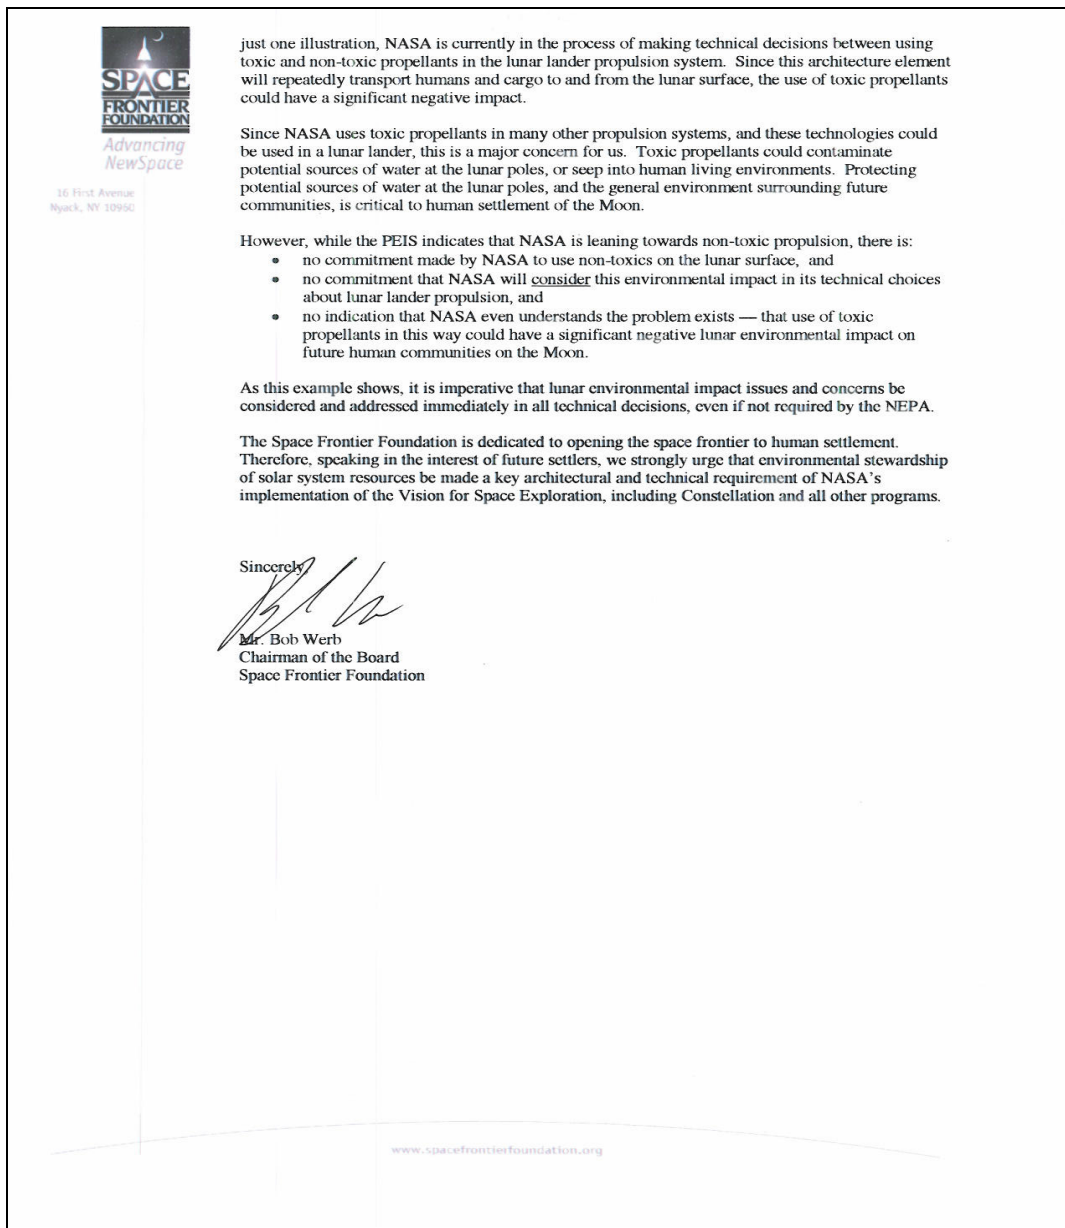 SPACE
FRONTIER
FOUNDATION
Advancing
NewSpace
16 First Avenue
Nyack, NY 10960
just one illustration, NASA is currently in the process of making technical decisions between using
toxic and non-toxic propellants in the lunar lander propulsion system. Since this architecture element
will repeatedly transport humans and cargo to and from the lunar surface, the use of toxic propellants
could have a significant negative impact.
Since NASA uses toxic propellants in many other propulsion systems, and these technologies could
be used in a lunar lander, this is a major concern for us. Toxic propellants could contaminate
potential sources of water at the lunar poles, or seep into human living environments. Protecting
potential sources of water at the lunar poles, and the general environment surrounding future
communities, is critical to human settlement of the Moon.
However, while the PEIS indicates that NASA is leaning towards non-toxic propulsion, there is:
• no commitment made by NASA to use non-toxics on the lunar surface, and
• no commitment that NASA will consider this environmental impact in its technical choices
about lunar lander propulsion, and
• no indication that NASA even understands the problem exists — that use of toxic
propellants in this way could have a significant negative lunar environmental impact on
future human communities on the Moon.
As this example shows, it is imperative that lunar environmental impact issues and concerns be
considered and addressed immediately in all technical decisions, even if not required by the NEPA.
The Space Frontier Foundation is dedicated to opening the space frontier to human settlement.
Therefore, speaking in the interest of future settlers, we strongly urge that environmental stewardship
of solar system resources be made a key architectural and technical requirement of NASA's
implementation of the Vision for Space Exploration, including Constellation and all other programs.
Sincerely,
Mr. Bob Werb
Chairman of the Board
Space Frontier Foundation
www.spacefrontierfoundation.org